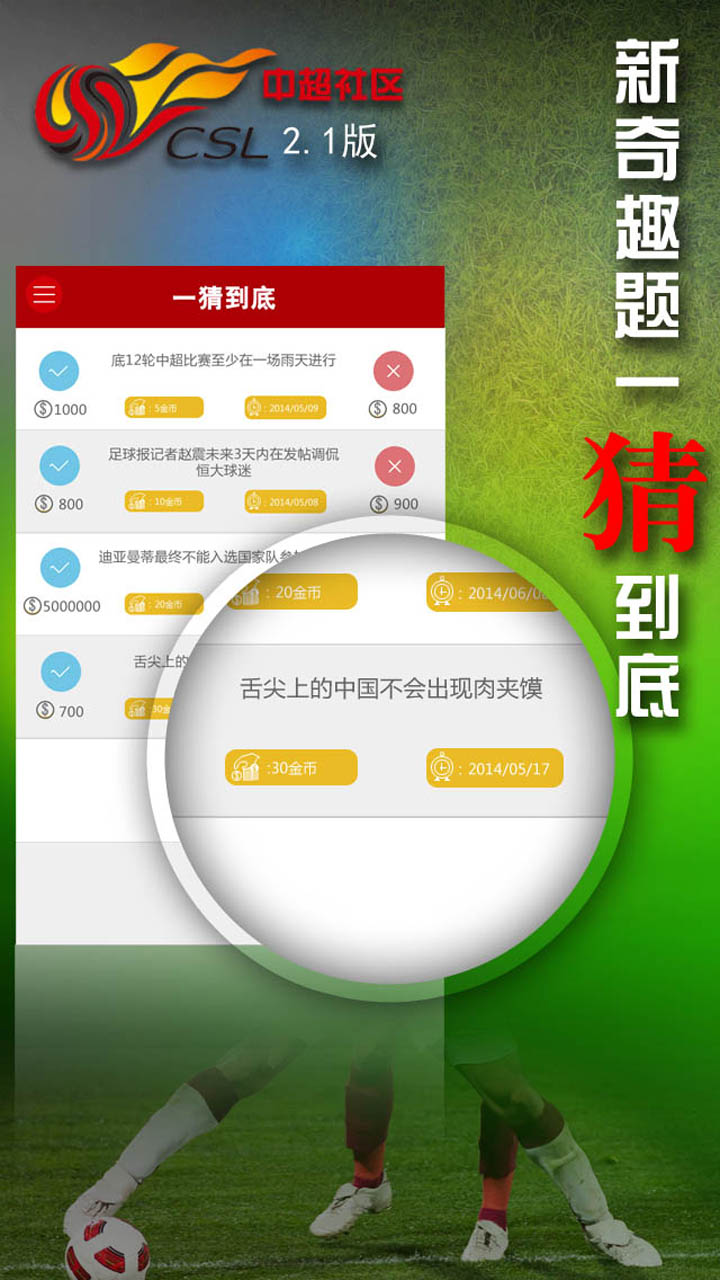 中超社区
CSL 2.1版
新奇趣题一猜到底
一猜到底
底12轮中超比赛至少在一场雨天进行
1000
: 5金币
: 2014/05/09
800
足球报记者赵震未来3天内在发帖调侃
恒大球迷
800
: 10金币
: 2014/05/08
900
迪亚曼蒂最终不能入选国家队参
5000000
: 20金币
舌尖上的
700
: 30金
: 20金币
: 2014/06/0
舌尖上的中国不会出现肉夹馍
:30金币
: 2014/05/17